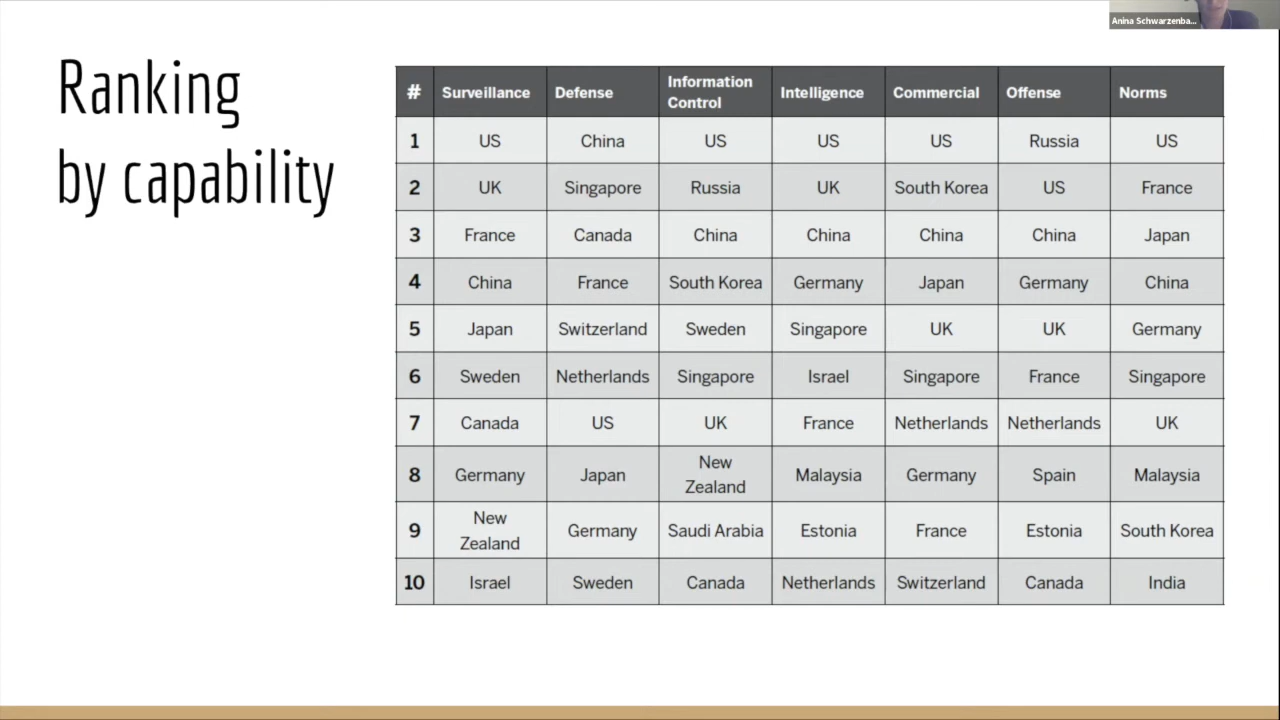 Anina Schwarzenba...
Ranking
by capability
# Surveillance Defense Information Control Intelligence Commercial Offense Norms
1 US China US US US Russia US
2 UK Singapore Russia UK South Korea US France
3 France Canada China China China China Japan
4 China France South Korea Germany Japan Germany China
5 Japan Switzerland Sweden Singapore UK UK Germany
6 Sweden Netherlands Singapore Israel Singapore France Singapore
7 Canada US UK France Netherlands Netherlands UK
8 Germany Japan New Zealand Malaysia Germany Spain Malaysia
9 New Zealand Germany Saudi Arabia Estonia France Estonia South Korea
10 Israel Sweden Canada Netherlands Switzerland Canada India